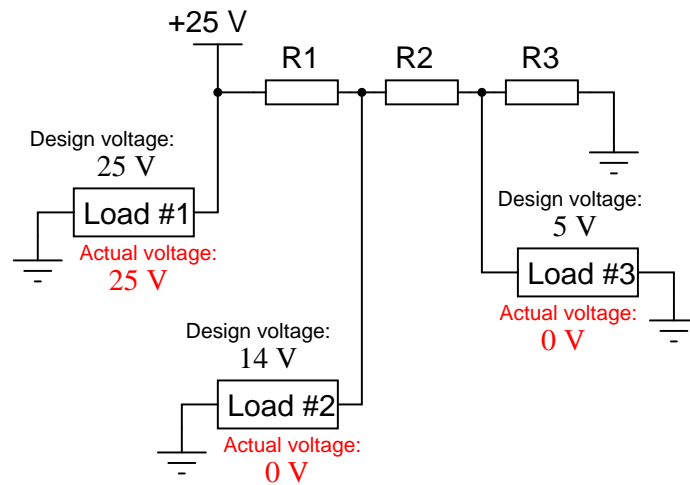 +25 V
R1
R2
R3
Design voltage:
25 V
Load #1
Actual voltage:
25 V
Design voltage:
5 V
Load #3
Actual voltage:
0 V
Design voltage:
14 V
Load #2
Actual voltage:
0 V